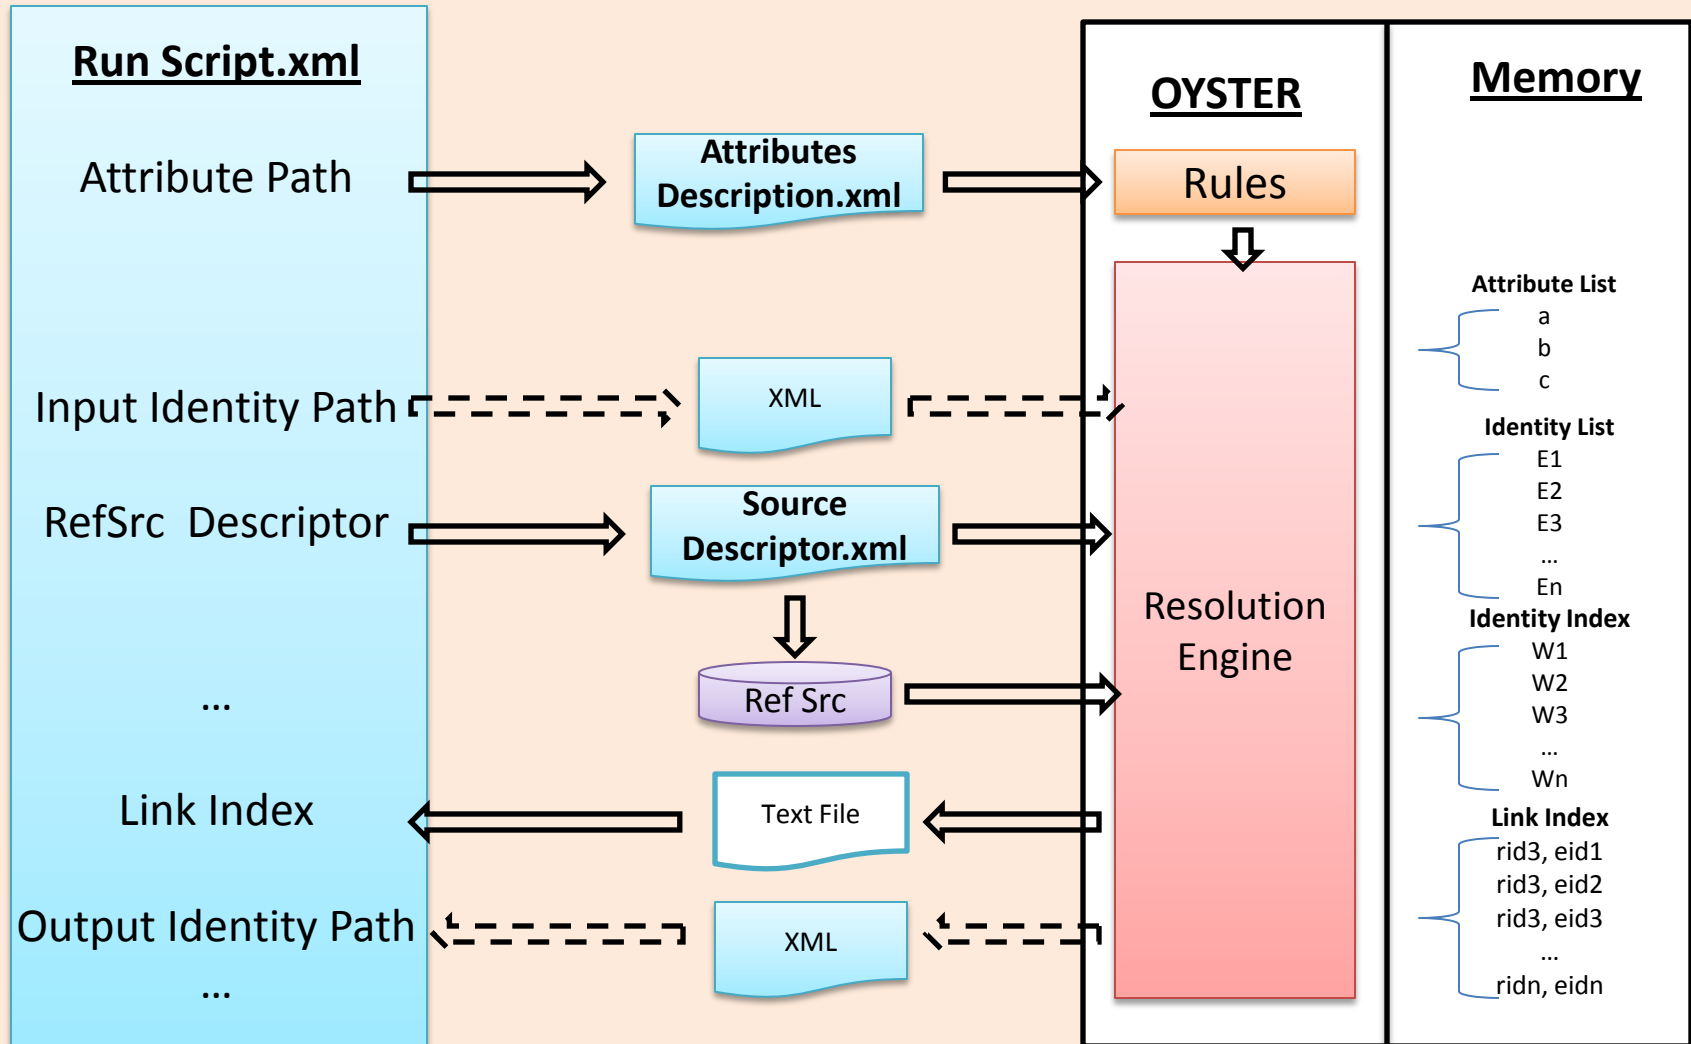 Run Script.xml
Attribute Path
Input Identity Path
RefSrc Descriptor
...
Link Index
Output Identity Path
...
Attributes
Description.xml
XML
Source
Descriptor.xml
Ref Src
Text File
XML
OYSTER
Rules
Resolution
Engine
Memory
Attribute List
a
b
c
Identity List
E1
E2
E3
...
En
Identity Index
W1
W2
W3
...
Wn
Link Index
rid3, eid1
rid3, eid2
rid3, eid3
...
ridn, eidn